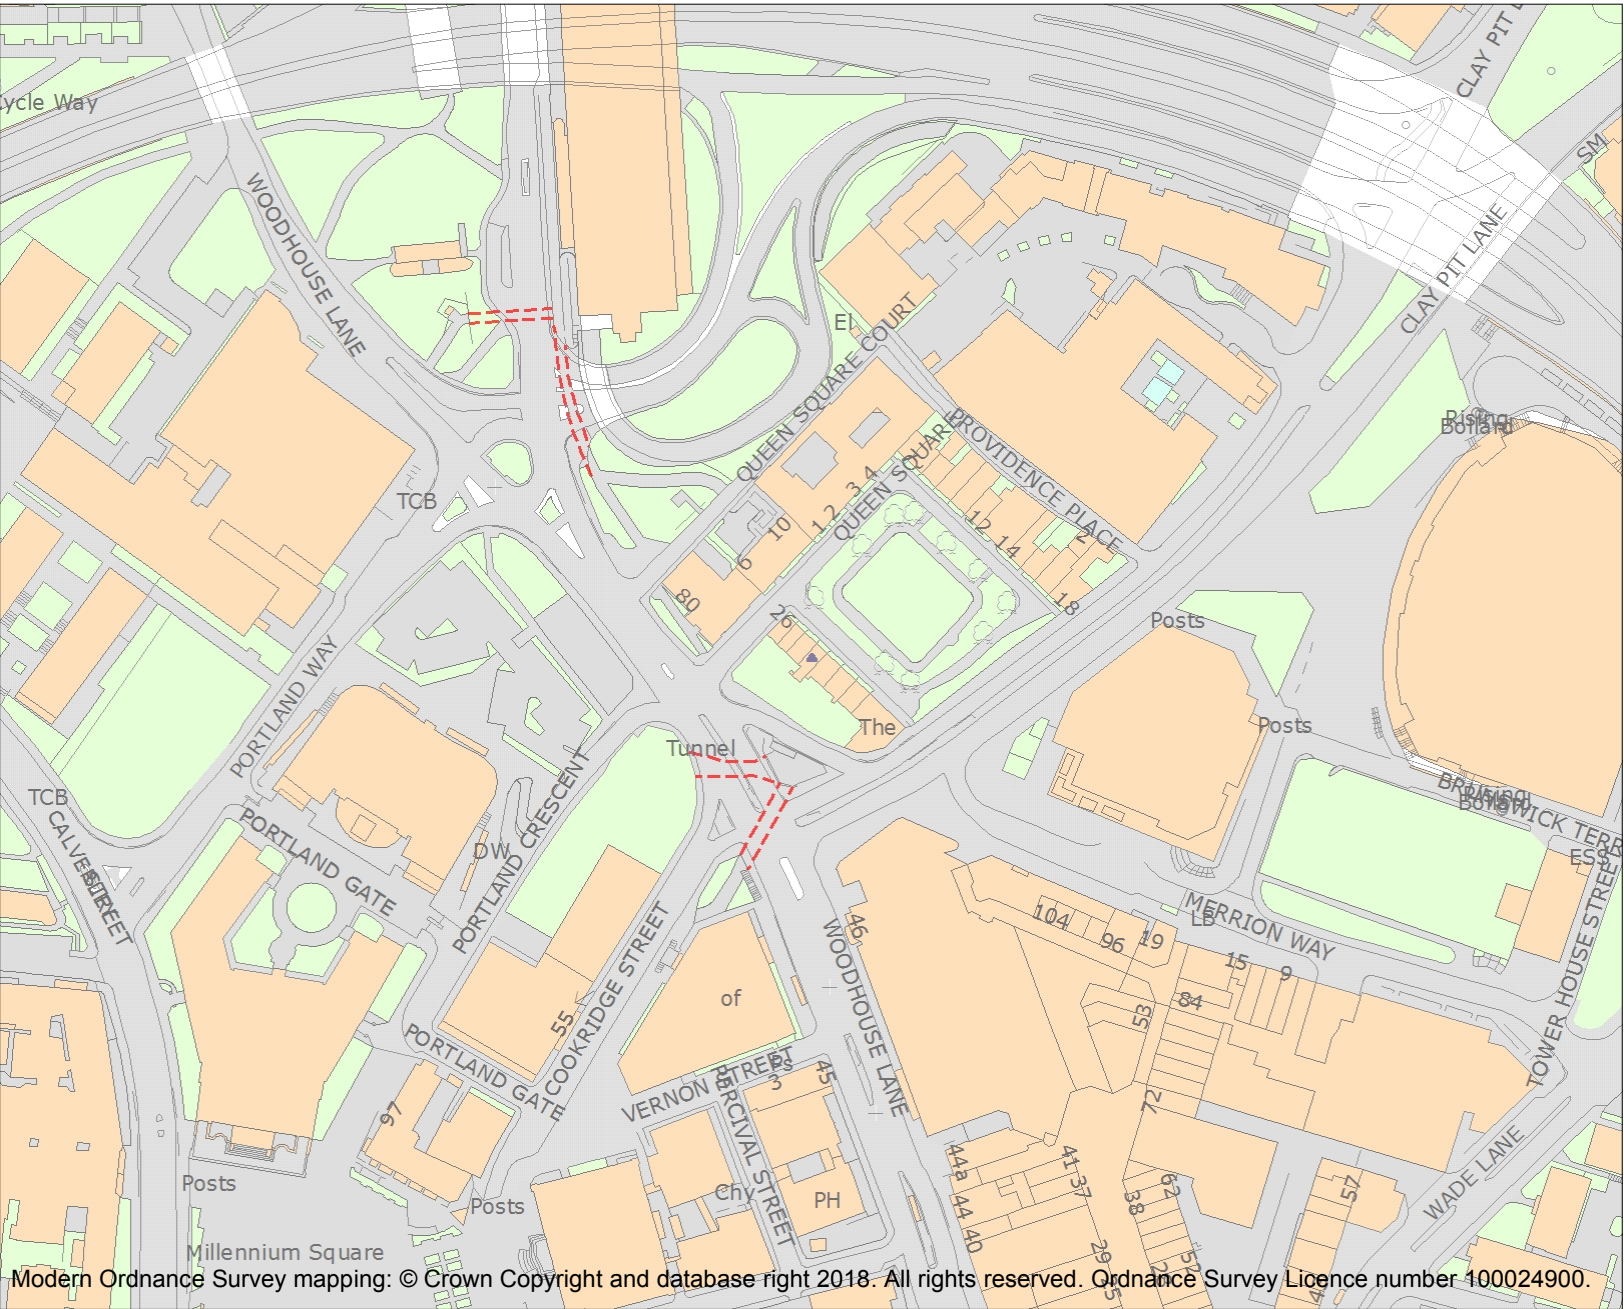 CLAY PIT L
Cycle Way
SM
WOODHOUSE LANE
CLAY PIT LANE
El
QUEEN SQUARE COURT
Rising
Bollard
PROVIDENCE PLACE
QUEEN SQUARE
TCB
1 2 3 4
10
12
14
2
6
80
26
18
Posts
PORTLAND WAY
The
Posts
Tunnel
TCB
PORTLAND CRESCENT
Rising
Bollard
BRUNSWICK TERR
PORTLAND GATE
DW
ESS
CALVERLEY
STREET
MERRION WAY
LB
104
96
19
46
15
9
TOWER HOUSE STREET
COOKRIDGE STREET
WOODHOUSE LANE
of
84
55
53
PORTLAND GATE
VERNON STREET
Ps
3
45
PERCIVAL STREET
97
72
WADE LANE
44a
41
37
Posts
Chy
PH
44
38
62
57
Posts
40
Millennium Square
29
52
Modern Ordnance Survey mapping: © Crown Copyright and database right 2018. All rights reserved. Ordnance Survey Licence number 100024900.